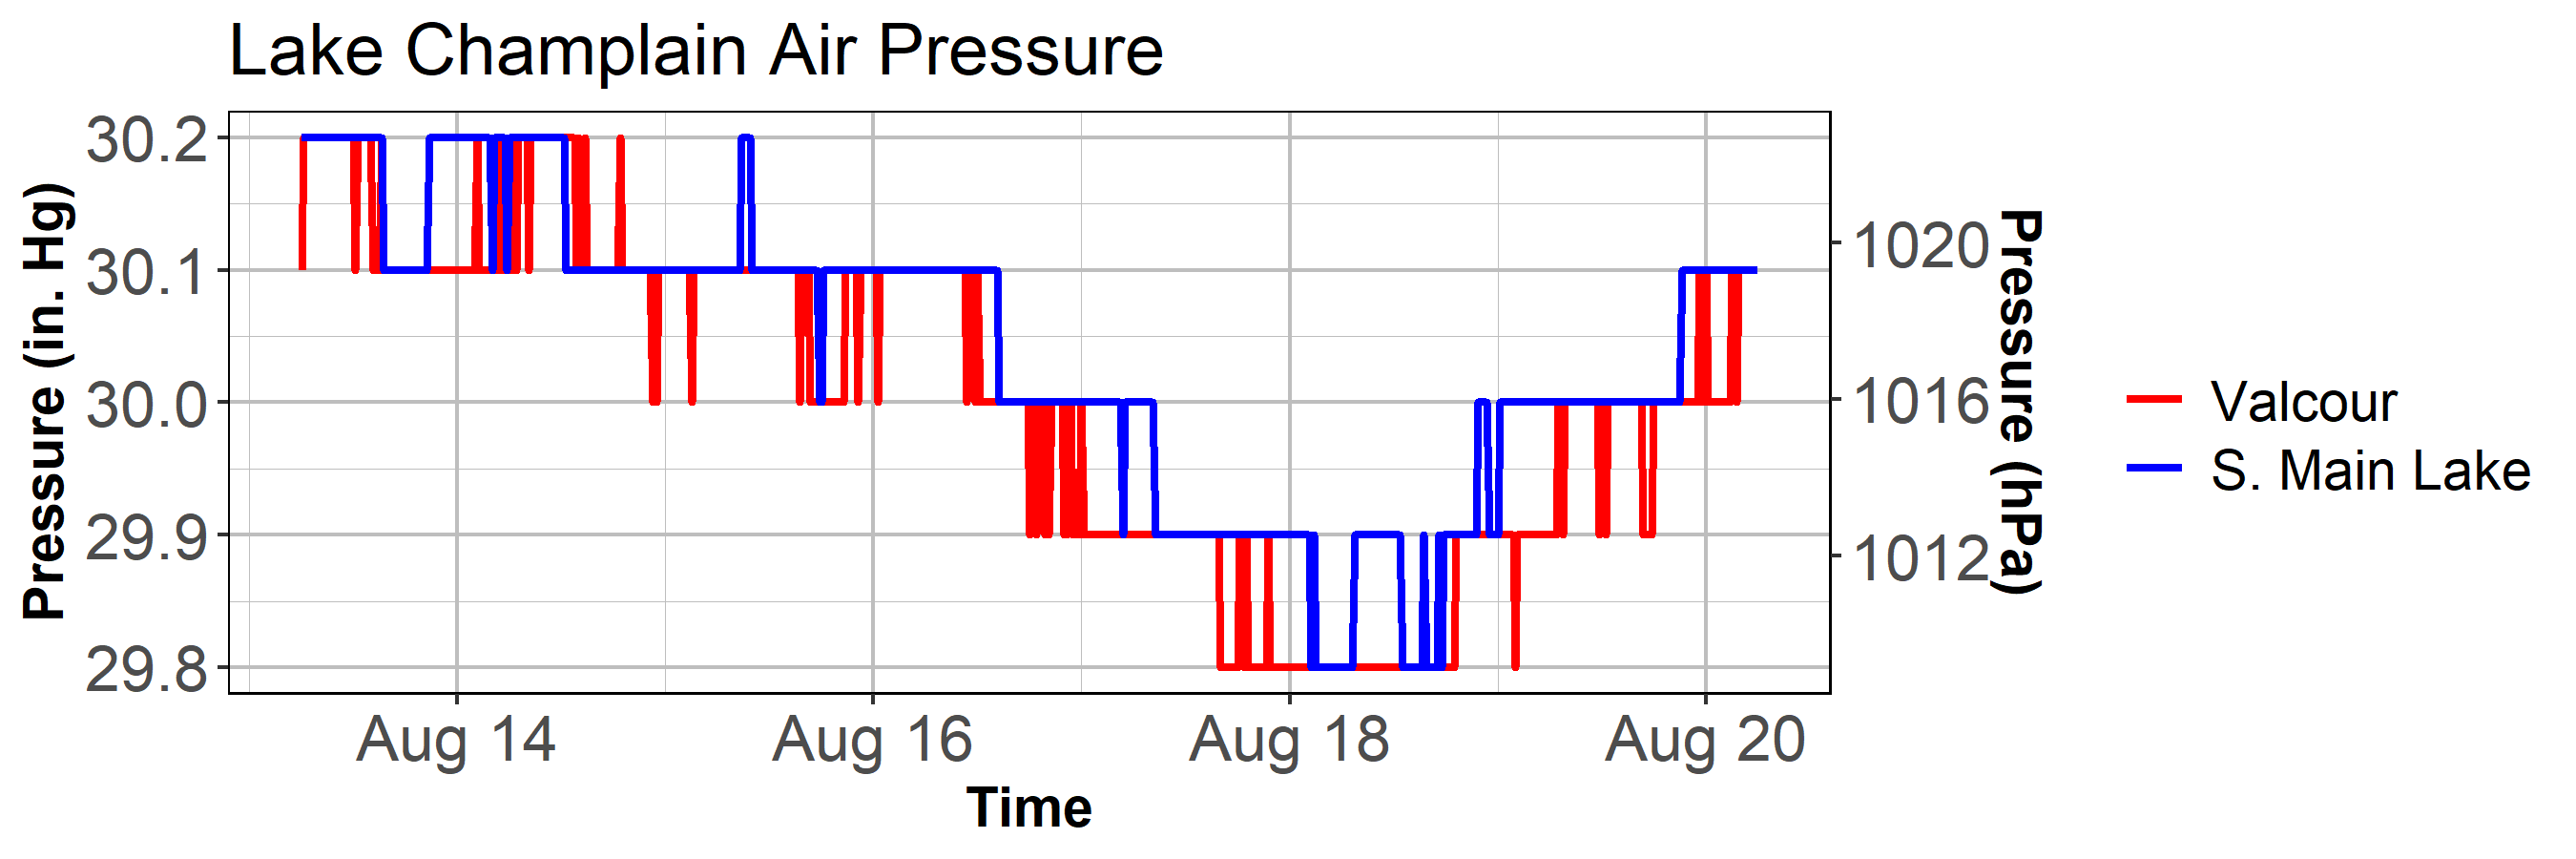 Lake Champlain Air Pressure
Pressure (in. Hg)
30.2
30.1
30.0
29.9
29.8
1020
1016
1012
Pressure (hPa)
Aug 14
Aug 16
Aug 18
Aug 20
Time
Valcour
S. Main Lake